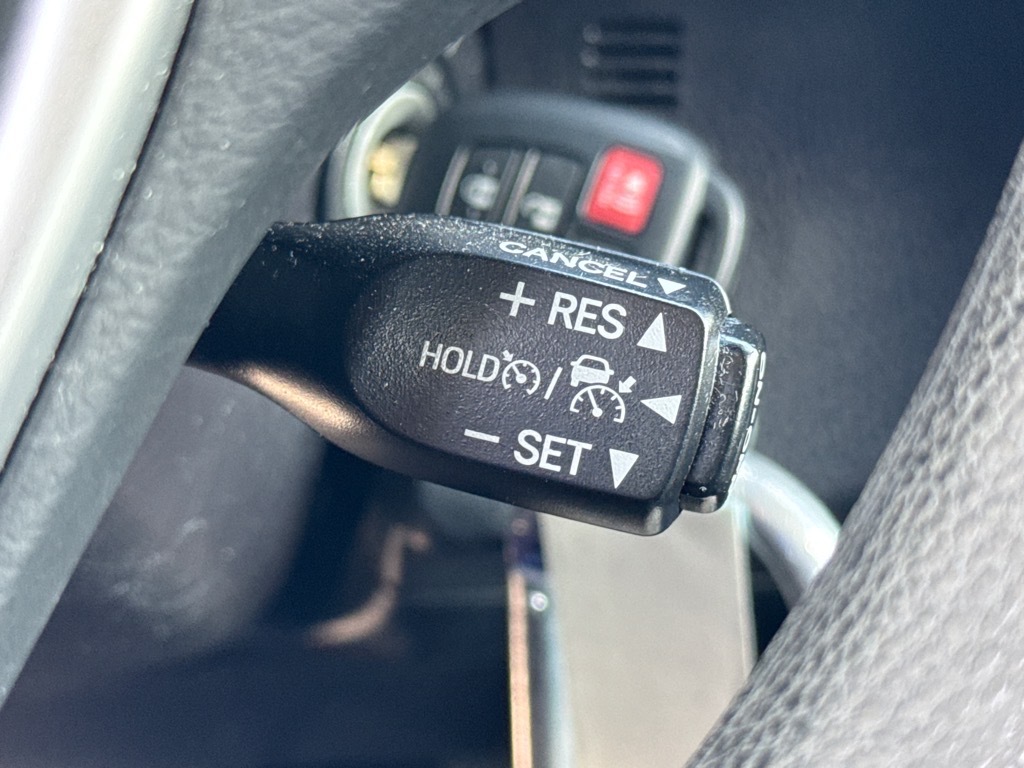 CANCEL
+ RES
HOLD /
− SET